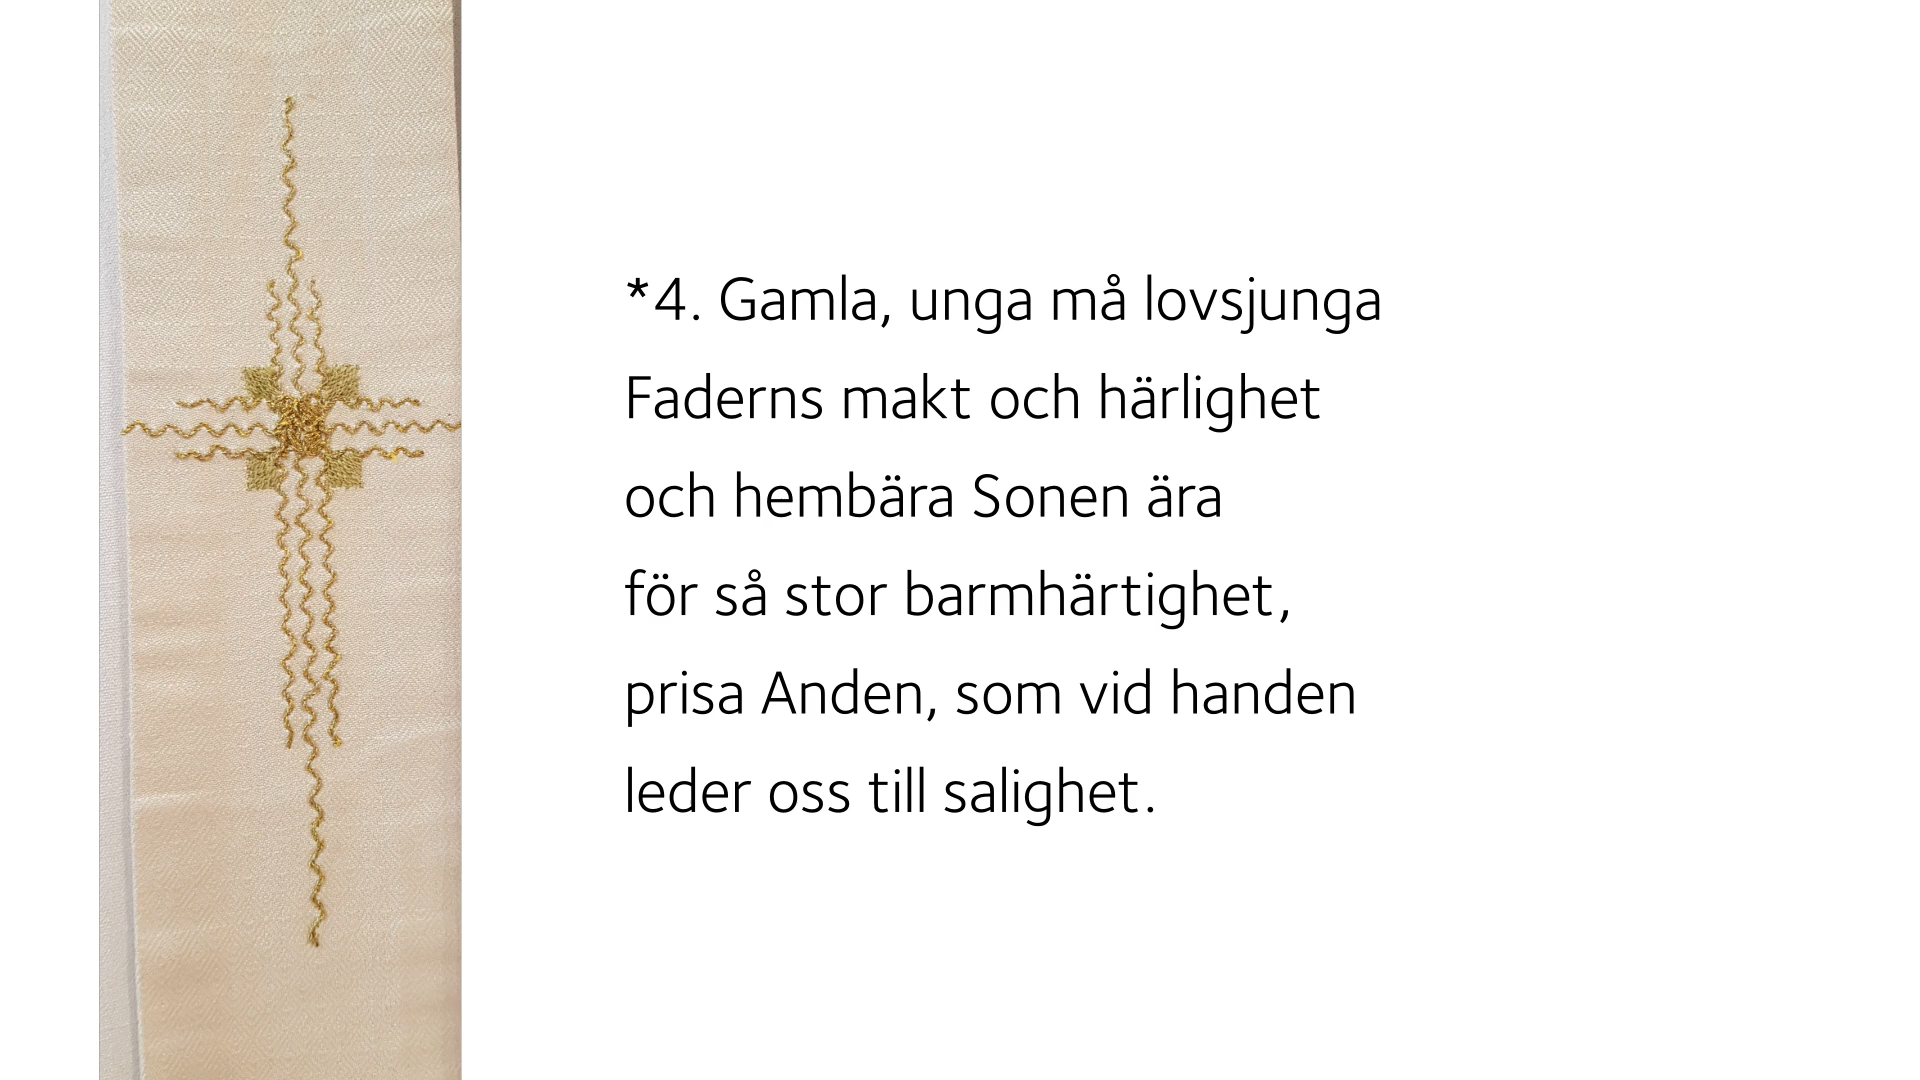 *4. Gamla, unga må lovsjunga
Faderns makt och härlighet
och hembära Sonen ära
för så stor barmhärtighet,
prisa Anden, som vid handen
leder oss till salighet.